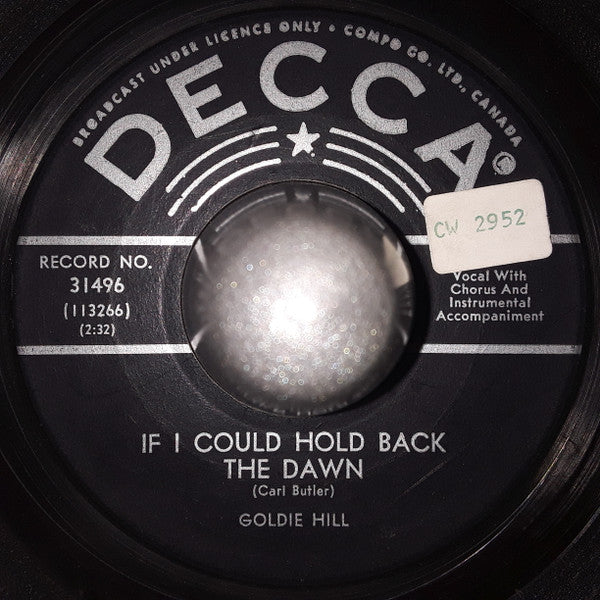 BROADCAST UNDER LICENCE ONLY • COMPO CO. LTD., CANADA
DECCA®
CW 2952
RECORD NO.
31496
(113266)
(2:32)
Vocal With
Chorus And
Instrumental
Accompaniment
IF I COULD HOLD BACK
THE DAWN
(Carl Butler)
GOLDIE HILL